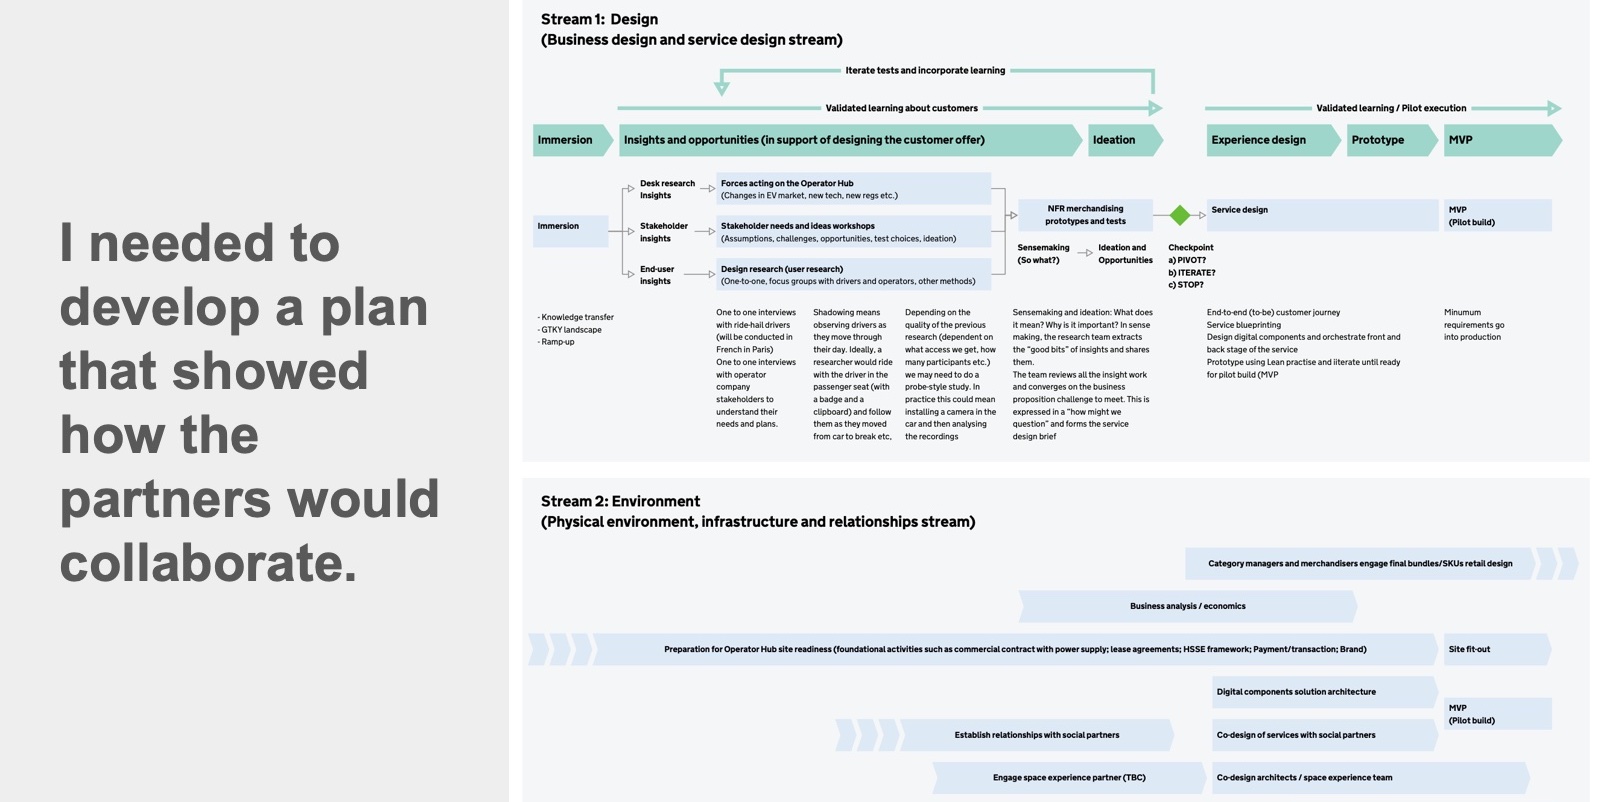 I needed to
develop a plan
that showed
how the
partners would
collaborate.
Stream 1: Design
(Business design and service design stream)
Iterate tests and incorporate learning
Validated learning about customers
Validated learning / Pilot execution
Immersion
Insights and opportunities (in support of designing the customer offer)
Ideation
Experience design
Prototype
MVP
Immersion
Desk research
Insights
Forces acting on the Operator Hub
(Changes in EV market, new tech, new regs etc.)
Stakeholder
insights
Stakeholder needs and ideas workshops
(Assumptions, challenges, opportunities, test choices, ideation)
End-user
insights
Design research (user research)
(One-to-one, focus groups with drivers and operators, other methods)
NFR merchandising
prototypes and tests
Sensemaking
(So what?)
Ideation and
Opportunities
Checkpoint
a) PIVOT?
b) ITERATE?
c) STOP?
Service design
MVP
(Pilot build)
- Knowledge transfer
- GTKY landscape
- Ramp-up
One to one interviews
with ride-hail drivers
(will be conducted in
French in Paris)
One to one interviews
with operator
company
stakeholders to
understand their
needs and plans.
Shadowing means
observing drivers as
they move through
their day. Ideally, a
researcher would ride
with the driver in the
passenger seat (with
a badge and a
clipboard) and follow
them as they moved
from car to break etc,
Depending on the
quality of the previous
research (dependent on
what access we get, how
many participants etc.)
we may need to do a
probe-style study. In
practice this could mean
installing a camera in the
car and then analysing
the recordings
Sensemaking and ideation: What does
it mean? Why is it important? In sense
making, the research team extracts
the "good bits" of insights and shares
them.
The team reviews all the insight work
and converges on the business
proposition challenge to meet. This is
expressed in a "how might we
question" and forms the service
design brief
End-to-end (to-be) customer journey
Service blueprinting
Design digital components and orchestrate front and
back stage of the service
Prototype using Lean practise and iiterate until ready
for pilot build (MVP
Minumum
requirements go
into production
Stream 2: Environment
(Physical environment, infrastructure and relationships stream)
Category managers and merchandisers engage final bundles/SKUs retail design
Business analysis / economics
Preparation for Operator Hub site readiness (foundational activities such as commercial contract with power supply; lease agreements; HSSE framework; Payment/transaction; Brand)
Site fit-out
Digital components solution architecture
MVP
(Pilot build)
Establish relationships with social partners
Co-design of services with social partners
Engage space experience partner (TBC)
Co-design architects / space experience team